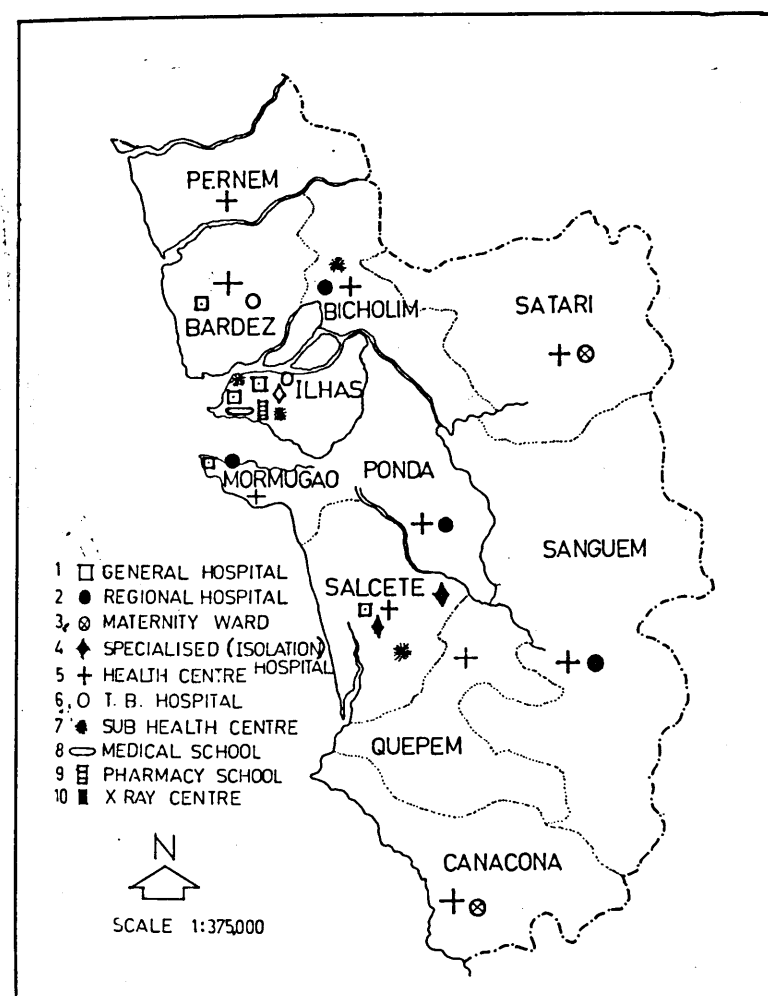 PERNEM
BARDEZ
BICHOLIM
SATARI
ILHAS
MORMUGAO
PONDA
SANGUEM
SALCETE
QUEPEM
CANACONA
1 GENERAL HOSPITAL
2 REGIONAL HOSPITAL
3, MATERNITY WARD
4 SPECIALISED (ISOLATION)
HOSPITAL
5 HEALTH CENTRE
6, T. B. HOSPITAL
7 SUB HEALTH CENTRE
8 MEDICAL SCHOOL
9 PHARMACY SCHOOL
10 X RAY CENTRE
N
SCALE 1:375,000